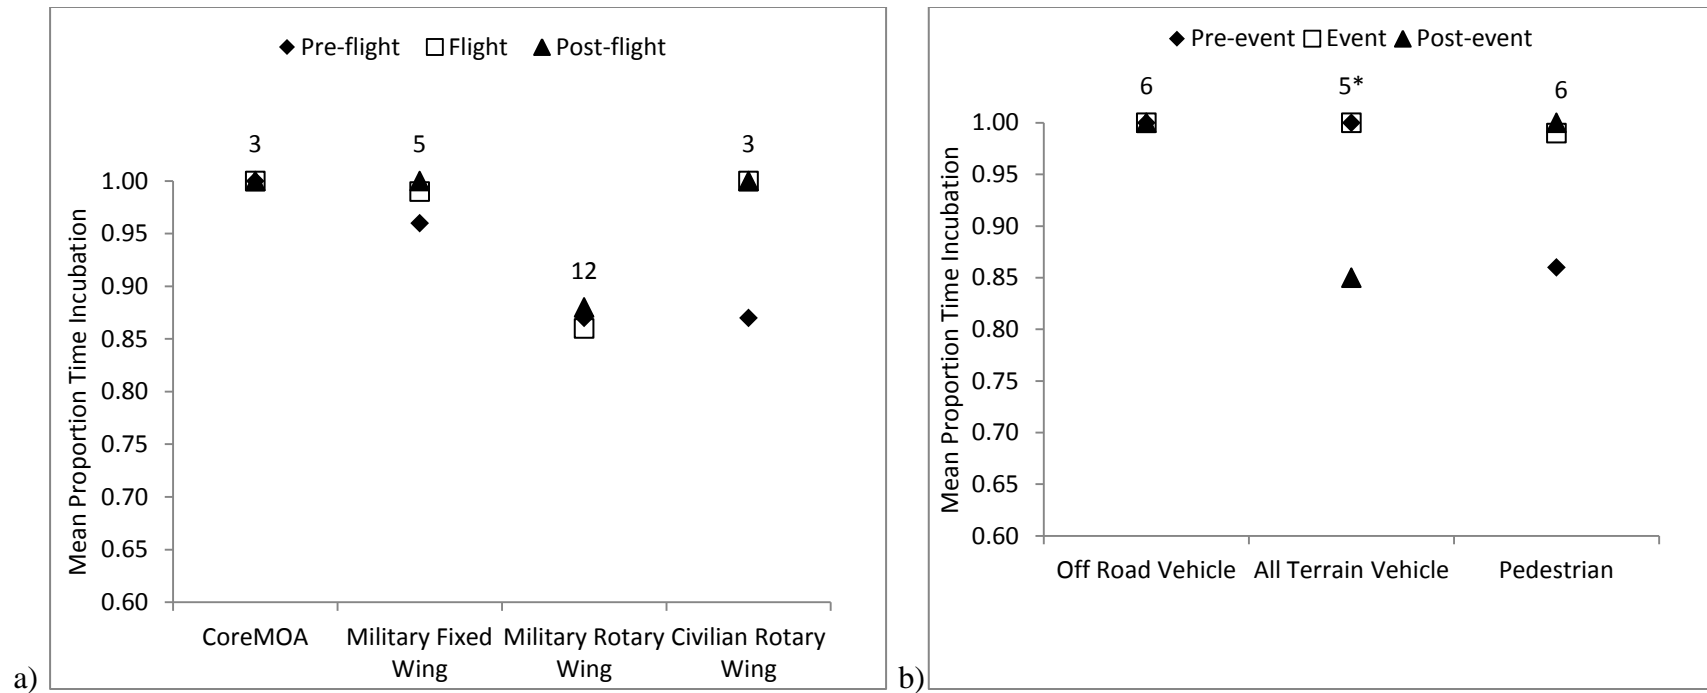 Pre-flight Flight Post-flight
3 5 12 3
Mean Proportion Time Incubation
1.00
0.95
0.90
0.85
0.80
0.75
0.70
0.65
0.60
CoreMOA Military Fixed Wing Military Rotary Wing Civilian Rotary Wing
a)
Pre-event Event Post-event
6 5* 6
Mean Proportion Time Incubation
1.00
0.95
0.90
0.85
0.80
0.75
0.70
0.65
0.60
Off Road Vehicle All Terrain Vehicle Pedestrian
b)